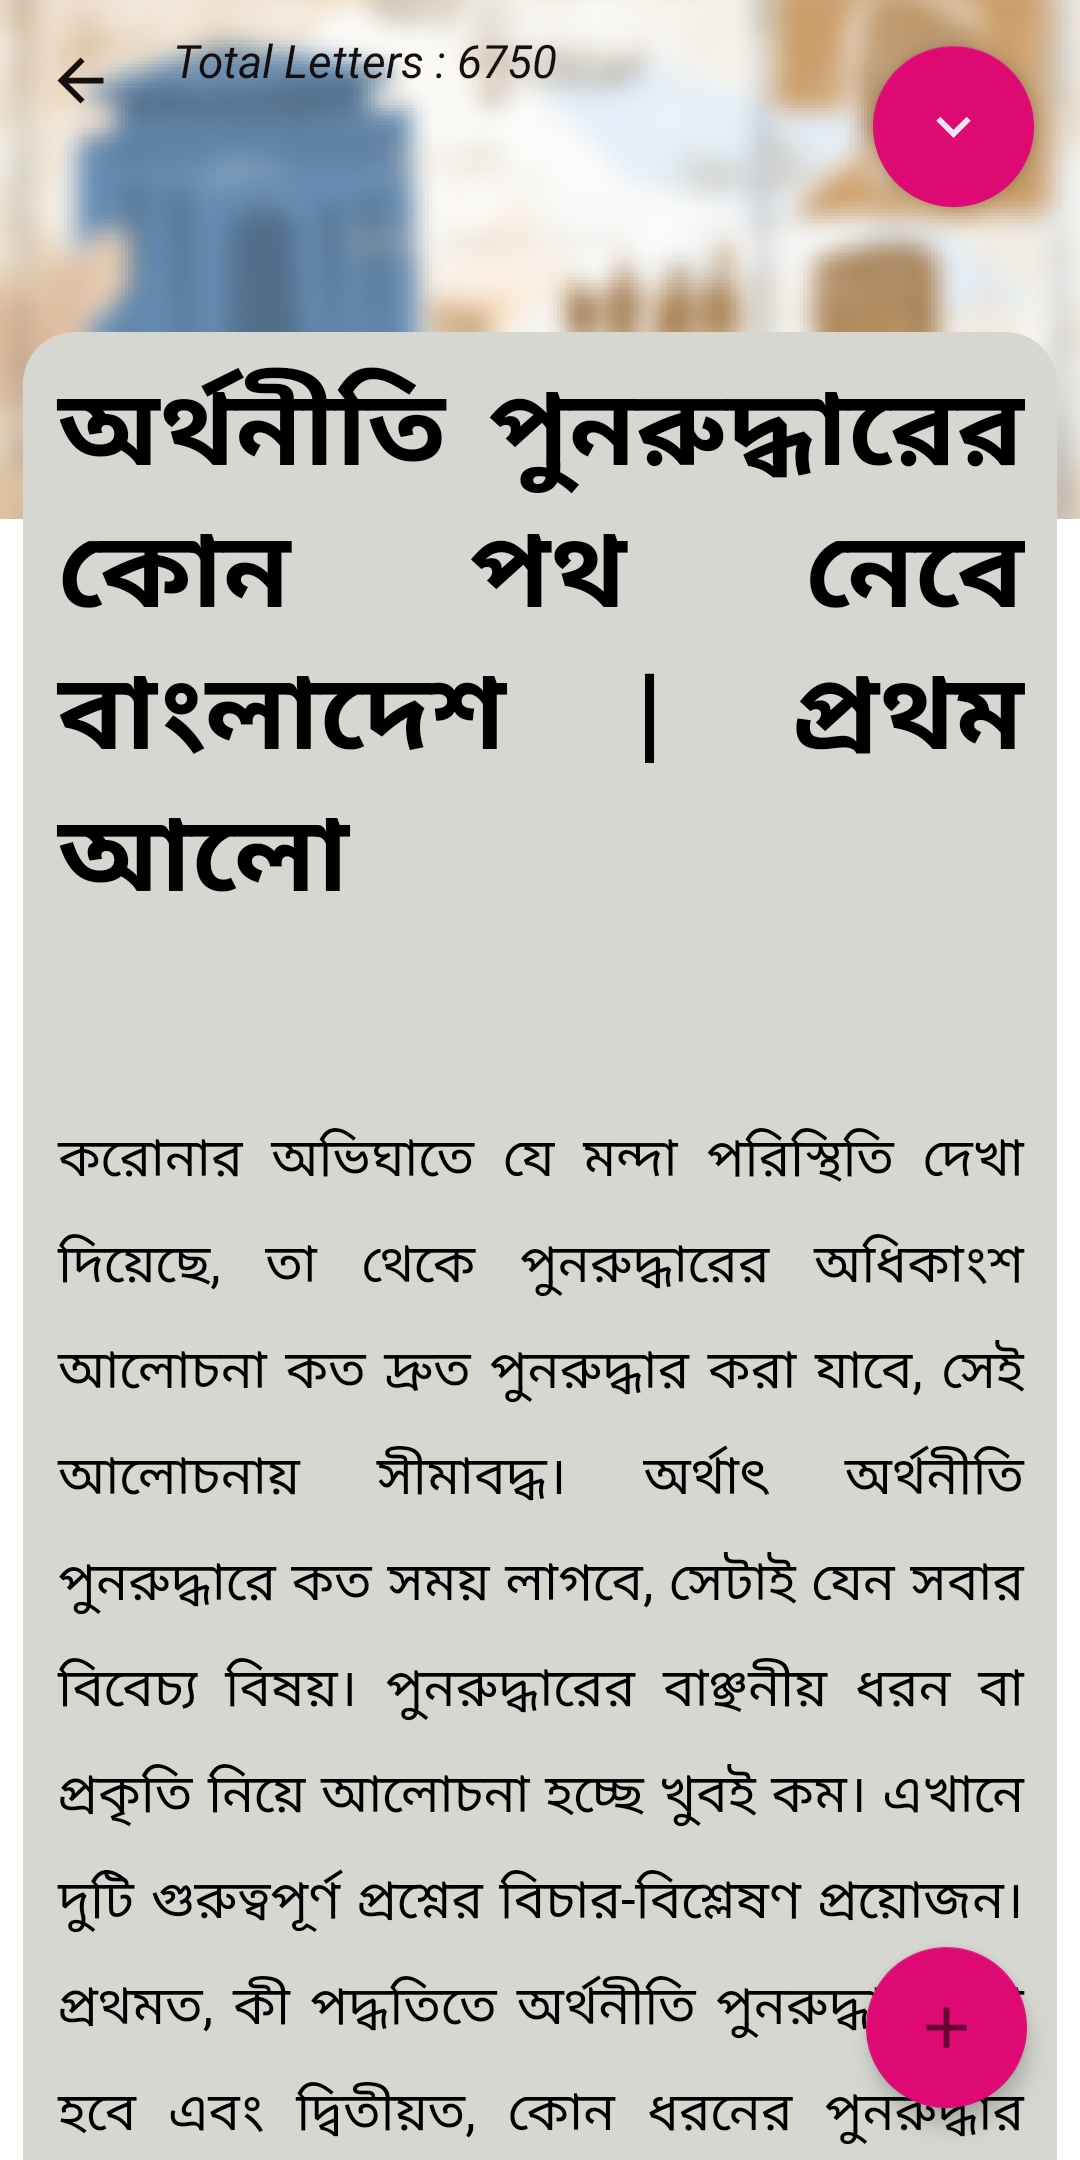 Total Letters : 6750
অর্থনীতি পুনরুদ্ধারের
কোন পথ নেবে
বাংলাদেশ | প্রথম
আলো
করোনার অভিঘাতে যে মন্দা পরিস্থিতি দেখা
দিয়েছে, তা থেকে পুনরুদ্ধারের অধিকাংশ
আলোচনা কত দ্রুত পুনরুদ্ধার করা যাবে, সেই
আলোচনায় সীমাবদ্ধ। অর্থাৎ অর্থনীতি
পুনরুদ্ধারে কত সময় লাগবে, সেটাই যেন সবার
বিবেচ্য বিষয়। পুনরুদ্ধারের বাঞ্ছনীয় ধরন বা
প্রকৃতি নিয়ে আলোচনা হচ্ছে খুবই কম। এখানে
দুটি গুরুত্বপূর্ণ প্রশ্নের বিচার-বিশ্লেষণ প্রয়োজন।
প্রথমত, কী পদ্ধতিতে অর্থনীতি
হবে এবং দ্বিতীয়ত, কোন ধরনের পুনরুদ্ধার